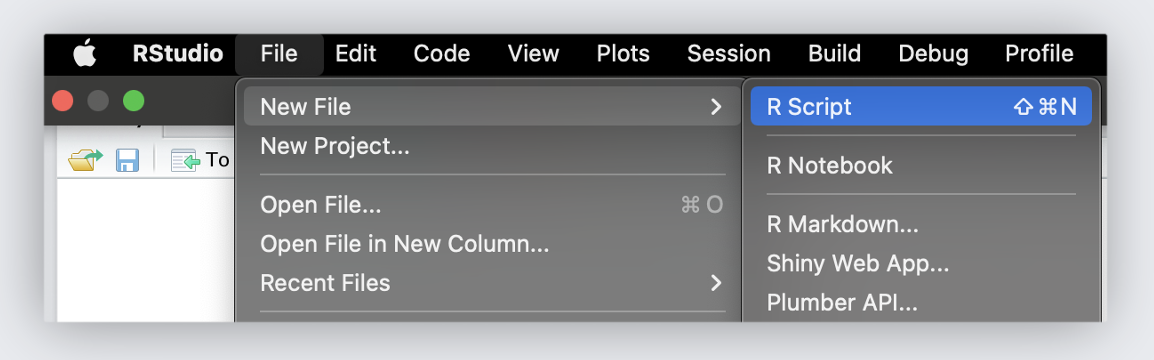 RStudio File Edit Code View Plots Session Build Debug Profile
New File
R Script ⇧⌘N
New Project...
R Notebook
To
Open File... ⌘O
R Markdown...
Open File in New Column...
Shiny Web App...
Recent Files
Plumber API...